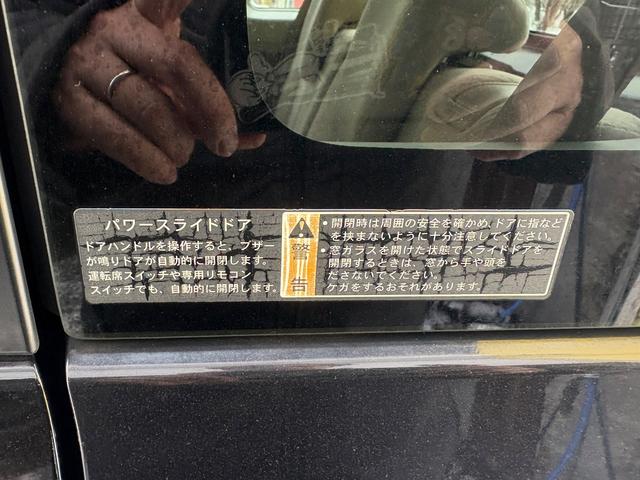 パワースライドドア
ドアハンドルを操作すると、ブザー
が鳴りドアが自動的に開閉します。
運転席スイッチや専用リモコン
スイッチでも、自動的に開閉します。
警告
・開閉時は周囲の安全を確かめ、ドアに指など
を挟まないように十分注意してください。
・窓ガラスを開けた状態でスライドドアを
開閉するときは、窓から手や頭を
ださないでください。
ケガをするおそれがあります。